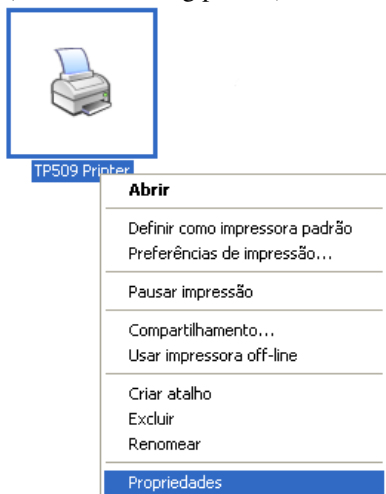 TP509 Printer
Abrir
Definir como impressora padrão
Preferências de impressão...
Pausar impressão
Compartilhamento...
Usar impressora off-line
Criar atalho
Excluir
Renomear
Propriedades